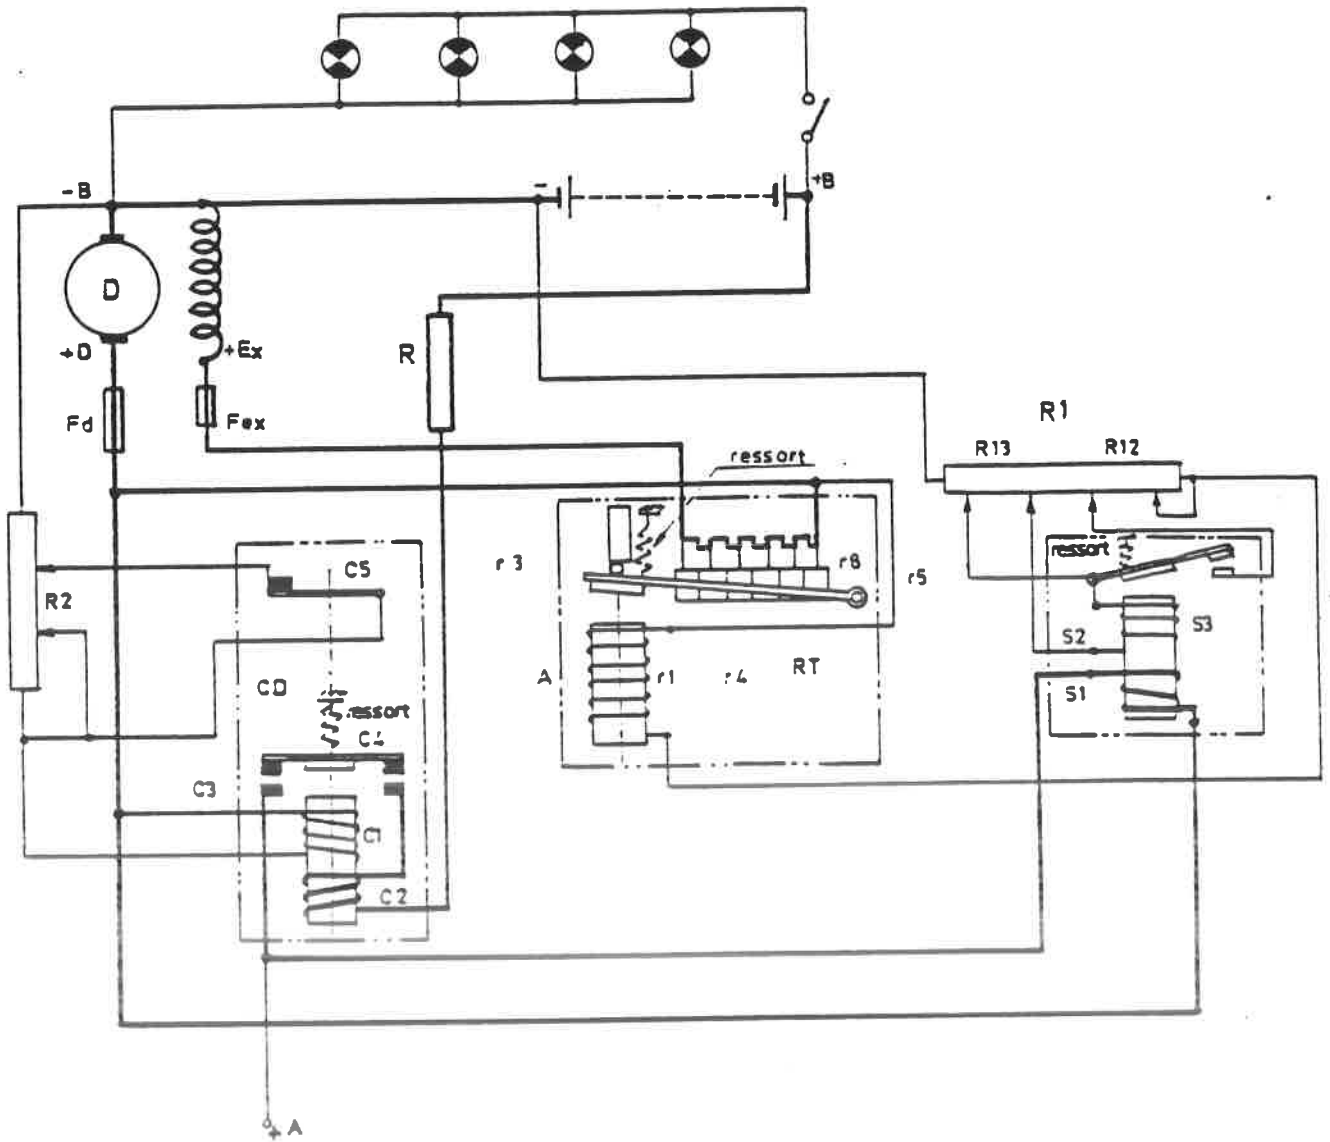 -B
-
+B
D
+D
+Ex
R
Fd
Fex
R1
R13
R12
ressort
C5
R2
r3
r8
r5
ressort
S3
S2
CD
A
r1
r4
RT
S1
ressort
C4
C3
C1
C2
+ A